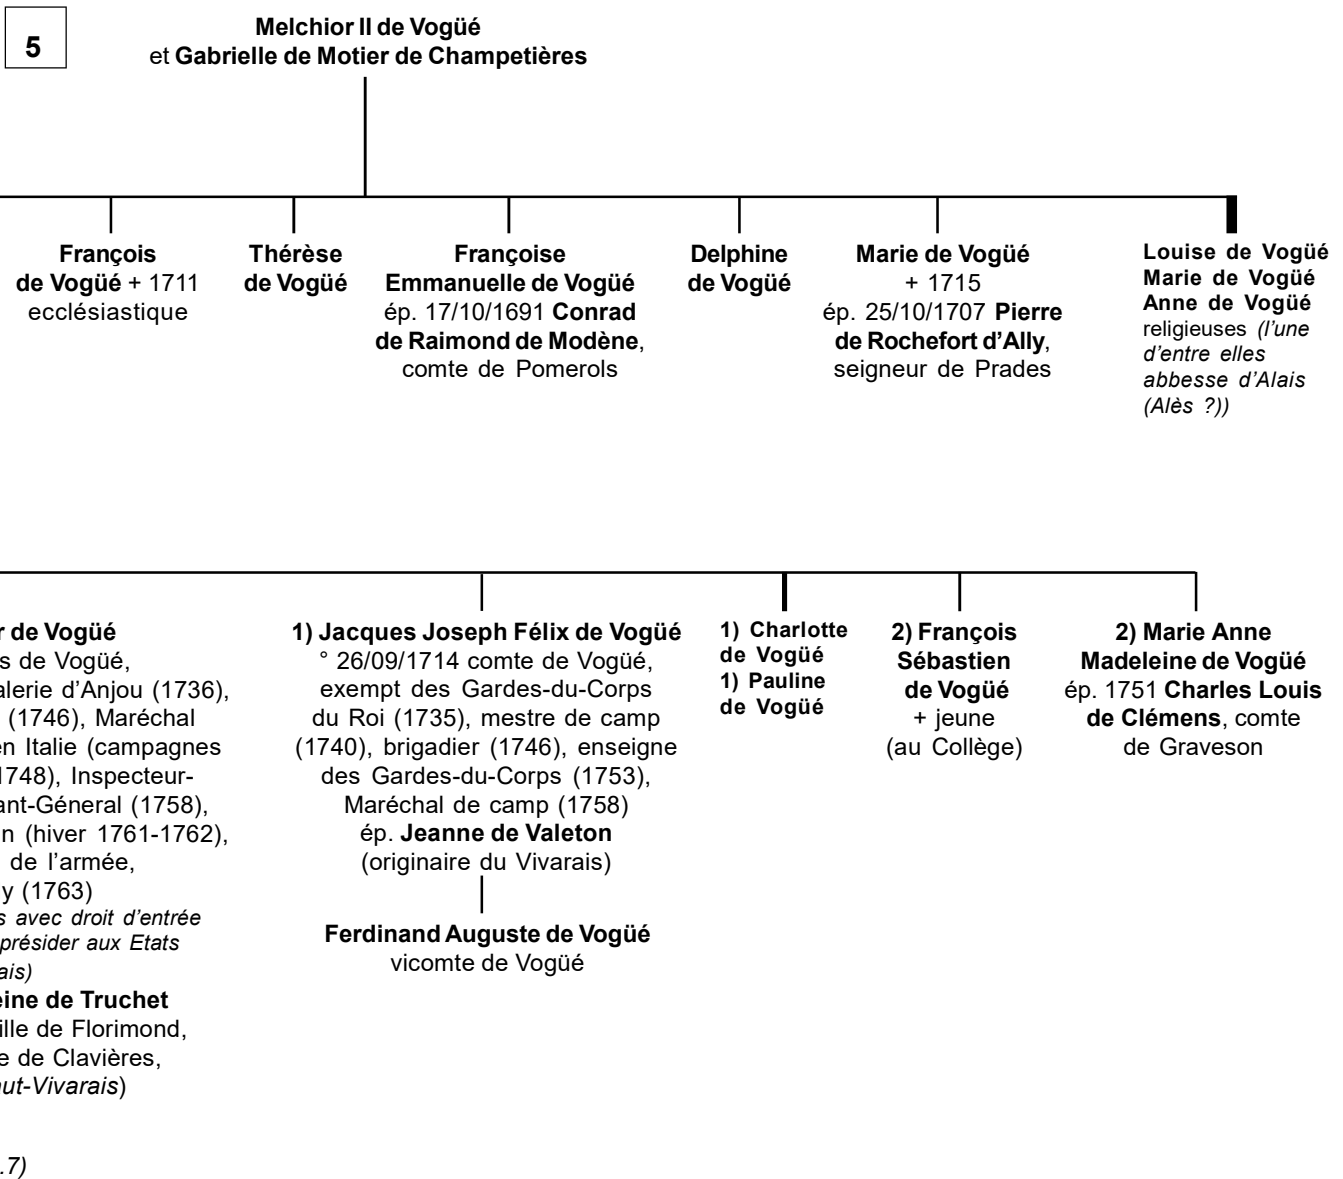 5
Melchior II de Vogüé
et Gabrielle de Motier de Champetières
François
de Vogüé + 1711
ecclésiastique
Thérèse
de Vogüé
Françoise
Emmanuelle de Vogüé
ép. 17/10/1691 Conrad
de Raimond de Modène,
comte de Pomerols
Delphine
de Vogüé
Marie de Vogüé
+ 1715
ép. 25/10/1707 Pierre
de Rochefort d’Ally,
seigneur de Prades
Louise de Vogüé
Marie de Vogüé
Anne de Vogüé
religieuses (l’une
d’entre elles
abbesse d’Alais
(Alès ?))
r de Vogüé
s de Vogüé,
alerie d’Anjou (1736),
(1746), Maréchal
en Italie (campagnes
1748), Inspecteur-
ant-Géneral (1758),
n (hiver 1761-1762),
de l’armée,
y (1763)
s avec droit d’entrée
présider aux Etats
ais)
eine de Truchet
ille de Florimond,
e de Clavières,
aut-Vivarais)
.7)
1) Jacques Joseph Félix de Vogüé
° 26/09/1714 comte de Vogüé,
exempt des Gardes-du-Corps
du Roi (1735), mestre de camp
(1740), brigadier (1746), enseigne
des Gardes-du-Corps (1753),
Maréchal de camp (1758)
ép. Jeanne de Valeton
(originaire du Vivarais)
Ferdinand Auguste de Vogüé
vicomte de Vogüé
1) Charlotte
de Vogüé
1) Pauline
de Vogüé
2) François
Sébastien
de Vogüé
+ jeune
(au Collège)
2) Marie Anne
Madeleine de Vogüé
ép. 1751 Charles Louis
de Clémens, comte
de Graveson